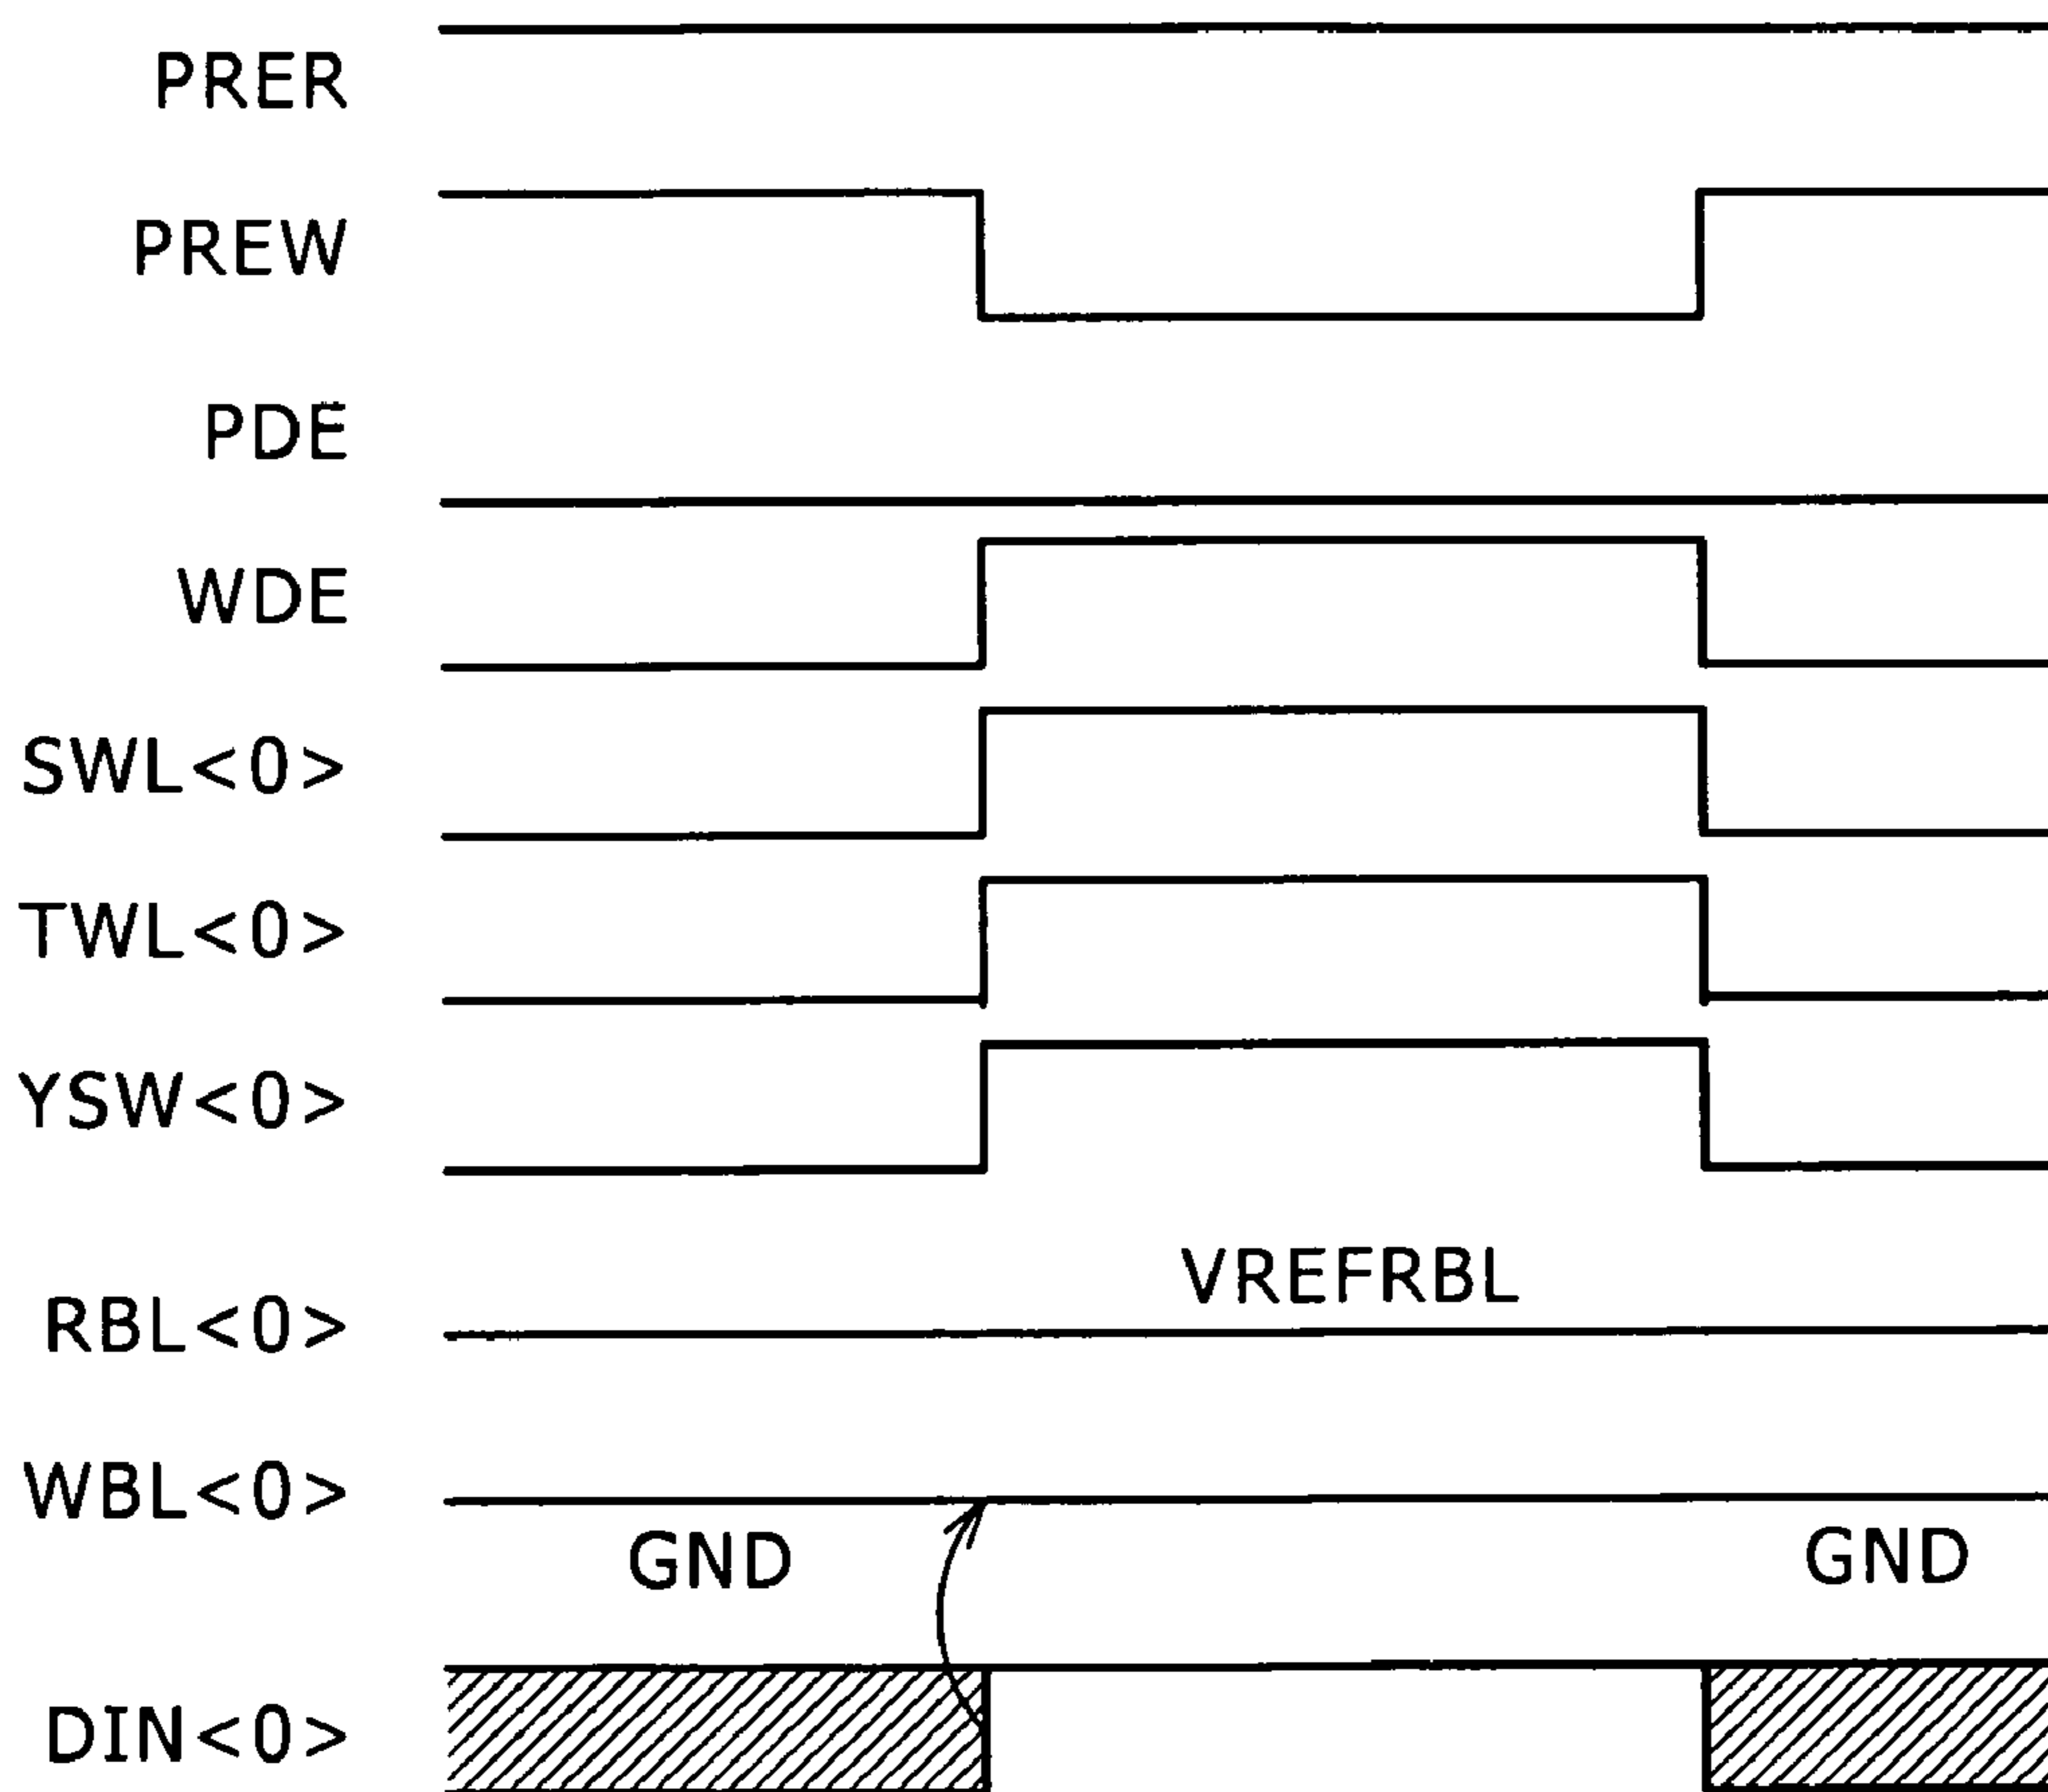 PRER
PREW
PDE
WDE
SWL<0>
TWL<0>
YSW<0>
VREFRBL
RBL<0>
WBL<0>
GND
GND
DIN<0>